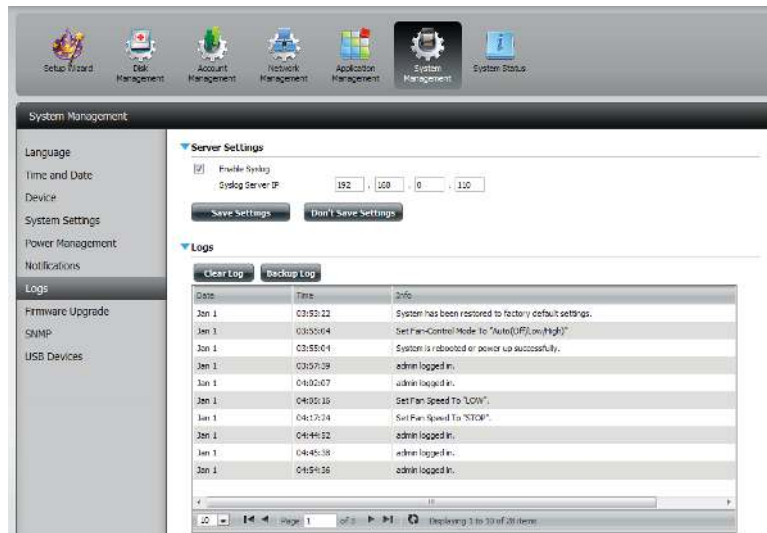 Setup Wizard
Disk Management
Account Management
Network Management
Application Management
System Management
System Status
System Management
Language
Time and Date
Device
System Settings
Power Management
Notifications
Logs
Firmware Upgrade
SNMP
USB Devices
Server Settings
Enable Syslog
Syslog Server IP 192 . 168 . 0 . 110
Save Settings Don't Save Settings
Logs
Clear Log Backup Log
Date Time Info
Jan 1 03:53:22 System has been restored to factory default settings.
Jan 1 03:55:04 Set Fan-Control Mode To "Auto(Off/Low/High)"
Jan 1 03:55:04 System is rebooted or power up successfully.
Jan 1 03:57:39 admin logged in.
Jan 1 04:02:07 admin logged in.
Jan 1 04:05:16 Set Fan Speed To "LOW".
Jan 1 04:17:24 Set Fan Speed To "STOP".
Jan 1 04:44:32 admin logged in.
Jan 1 04:45:38 admin logged in.
Jan 1 04:54:36 admin logged in.
10 Page 1 of 3 Displaying 1 to 10 of 28 items